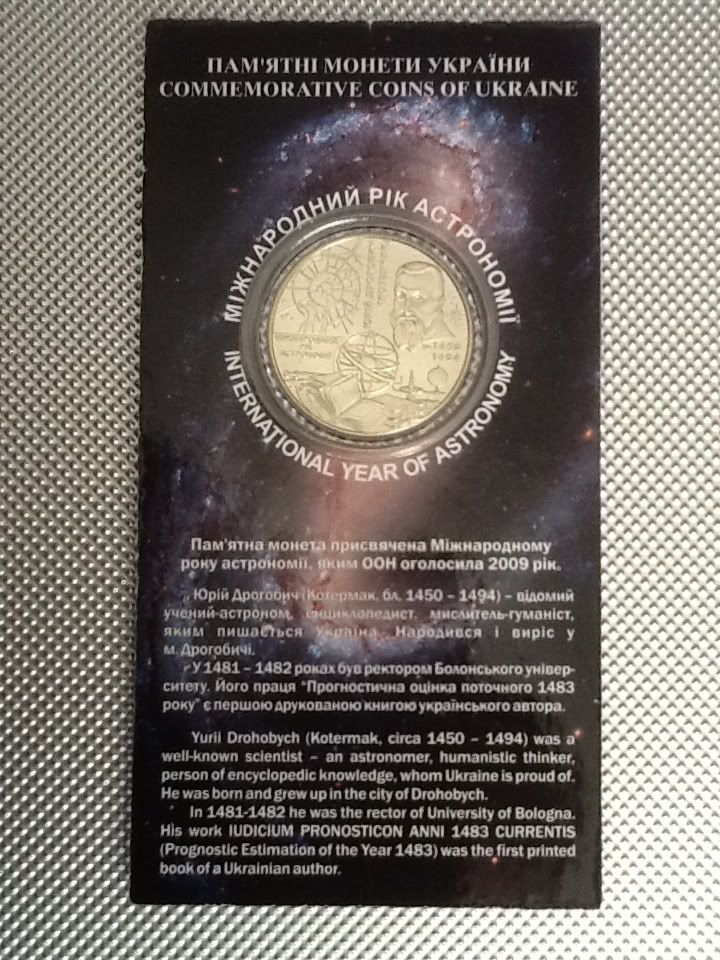 ПАМ'ЯТНІ МОНЕТИ УКРАЇНИ
COMMEMORATIVE COINS OF UKRAINE
МІЖНАРОДНИЙ РІК АСТРОНОМІЇ
1450
1494
INTERNATIONAL YEAR OF ASTRONOMY
Пам'ятна монета присвячена Міжнародному
року астрономії, яким ООН оголосила 2009 рік.
Юрій Дрогобич (Котермак, бл. 1450 – 1494) – відомий
учений-астроном, енциклопедист, мислитель-гуманіст,
яким пишається Україна. Народився і виріс у
м. Дрогобичі.
У 1481 – 1482 роках був ректором Болонського універ-
ситету. Його праця "Прогностична оцінка поточного 1483
року" є першою друкованою книгою українського автора.
Yurii Drohobych (Kotermak, circa 1450 – 1494) was a
well-known scientist – an astronomer, humanistic thinker,
person of encyclopedic knowledge, whom Ukraine is proud of.
He was born and grew up in the city of Drohobych.
In 1481-1482 he was the rector of University of Bologna.
His work IUDICIUM PRONOSTICON ANNI 1483 CURRENTIS
(Prognostic Estimation of the Year 1483) was the first printed
book of a Ukrainian author.